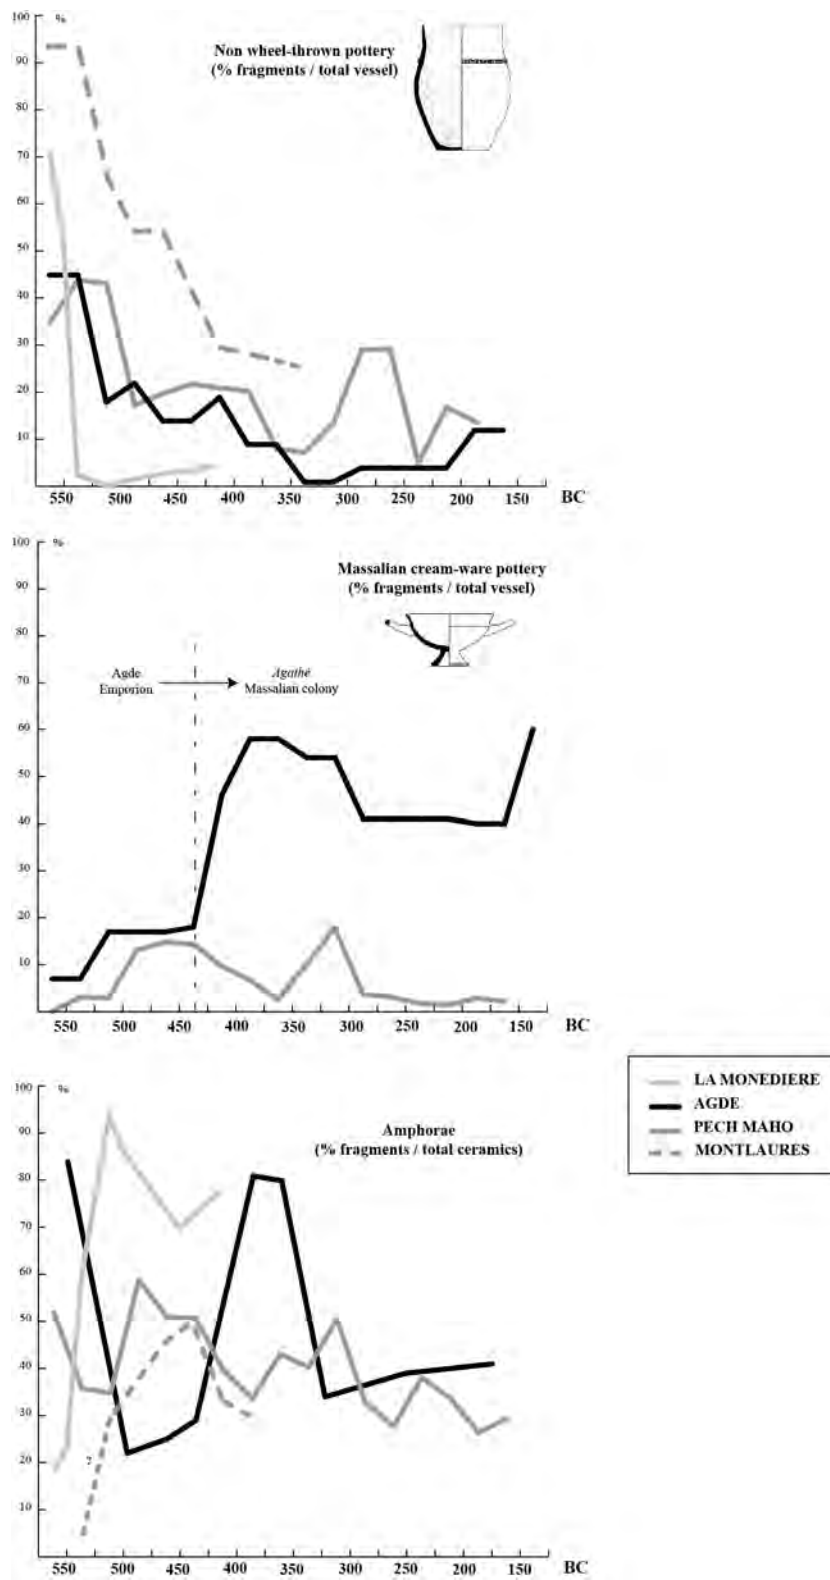 100
%
Non wheel-thrown pottery
(% fragments / total vessel)
90
80
70
60
50
40
30
20
10
550 500 450 400 350 300 250 200 150 BC
100
%
Massalian cream-ware pottery
(% fragments / total vessel)
90
80
Agde
Emporion
Agathé
Massalian colony
70
60
50
40
30
20
10
550 500 450 400 350 300 250 200 150 BC
LA MONEDIERE
AGDE
PECH MAHO
MONTLAURES
100
%
Amphorae
(% fragments / total ceramics)
90
80
70
60
50
40
30
20
?
10
550 500 450 400 350 300 250 200 150 BC